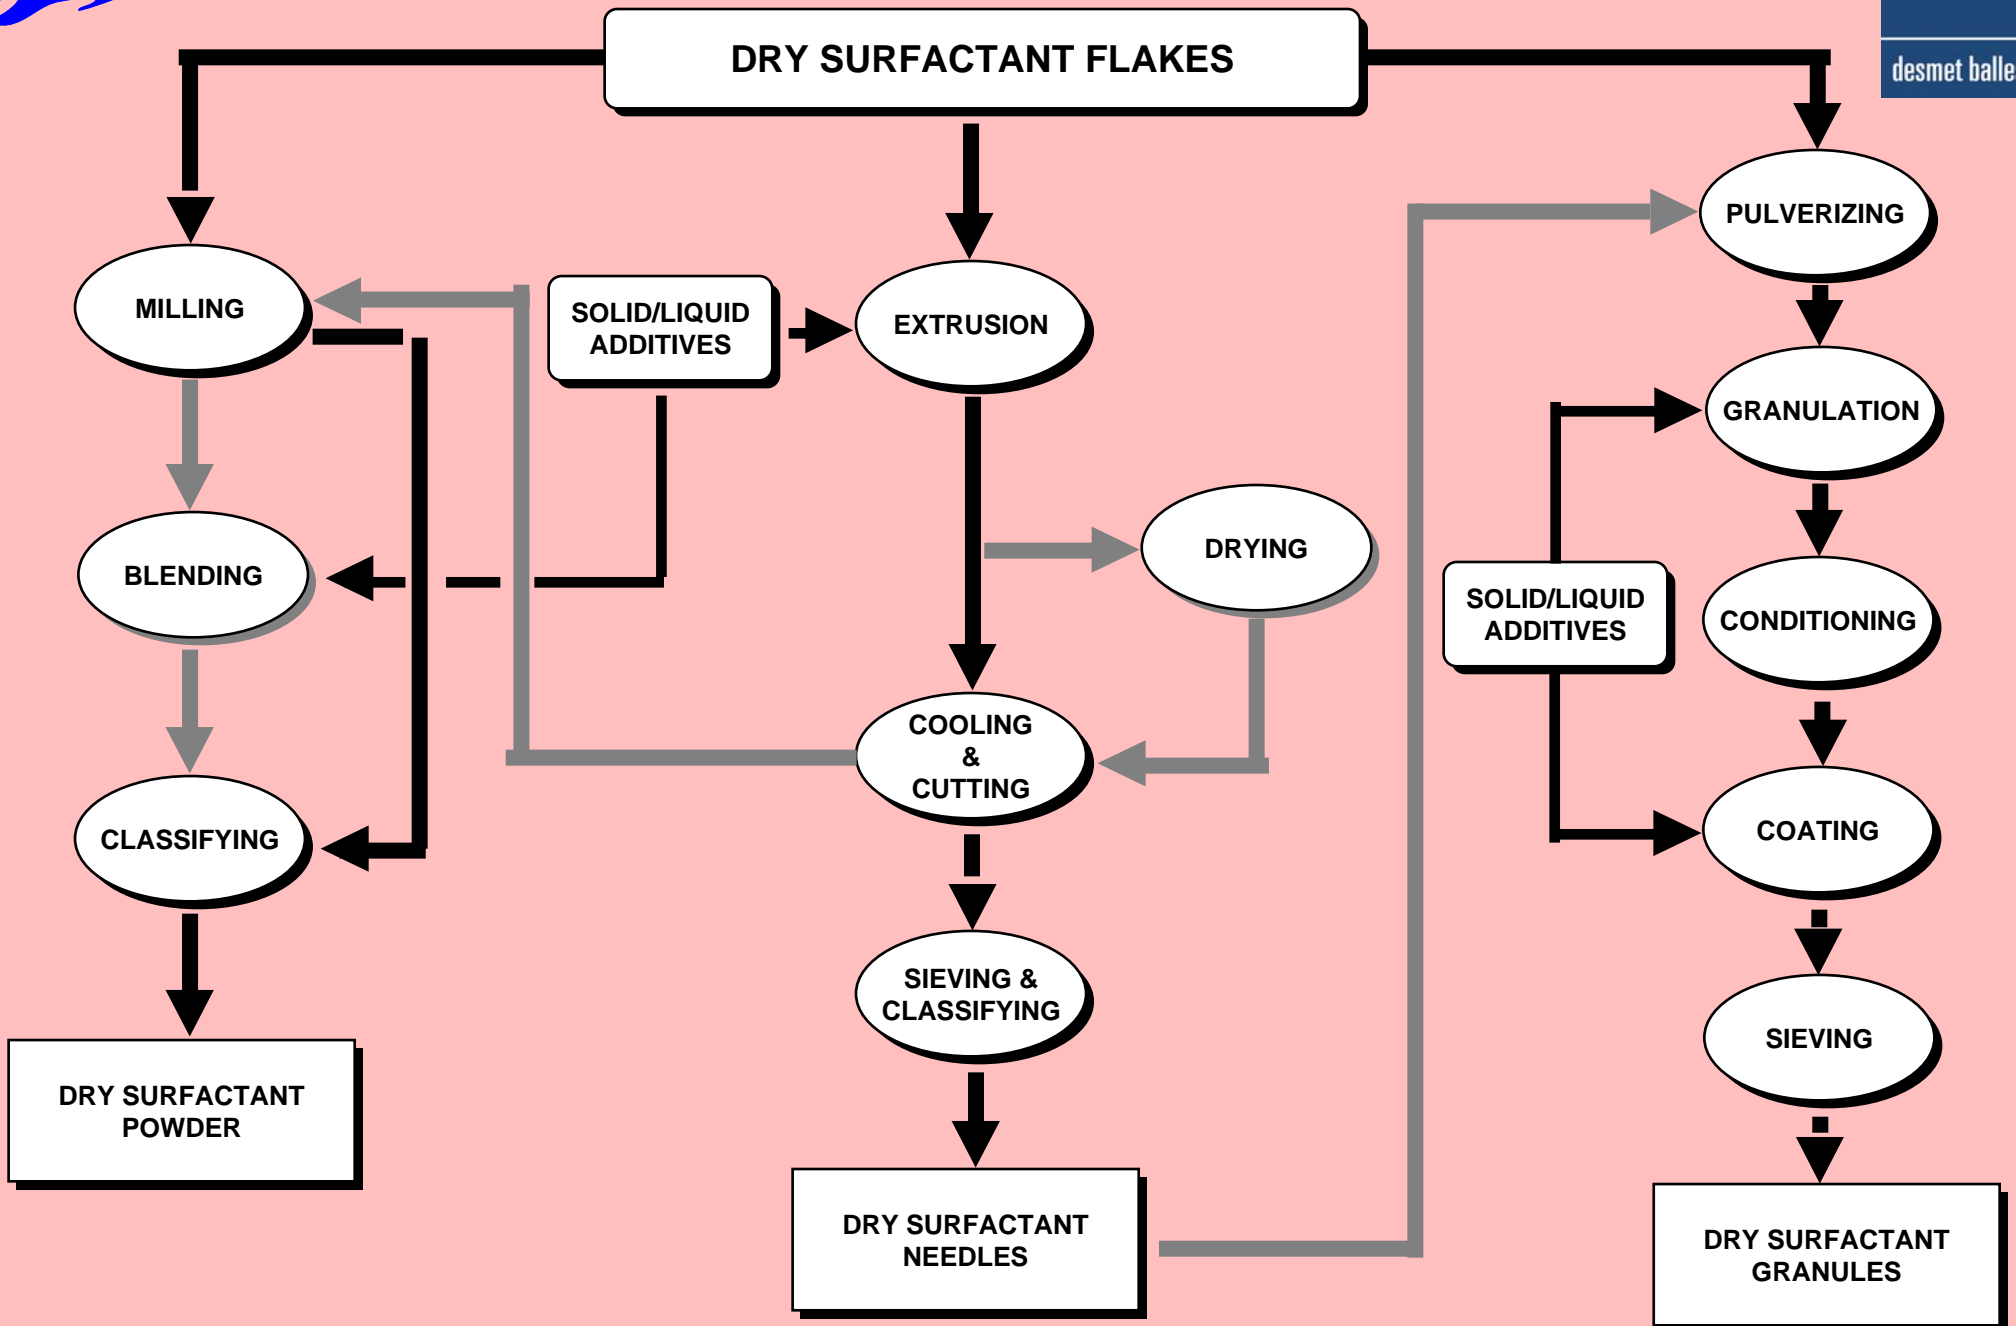 DRY SURFACTANT FLAKES
desmet balle
PULVERIZING
MILLING
SOLID/LIQUID
ADDITIVES
EXTRUSION
GRANULATION
BLENDING
DRYING
SOLID/LIQUID
ADDITIVES
CONDITIONING
COOLING
&
CUTTING
CLASSIFYING
COATING
SIEVING &
CLASSIFYING
SIEVING
DRY SURFACTANT
POWDER
DRY SURFACTANT
NEEDLES
DRY SURFACTANT
GRANULES